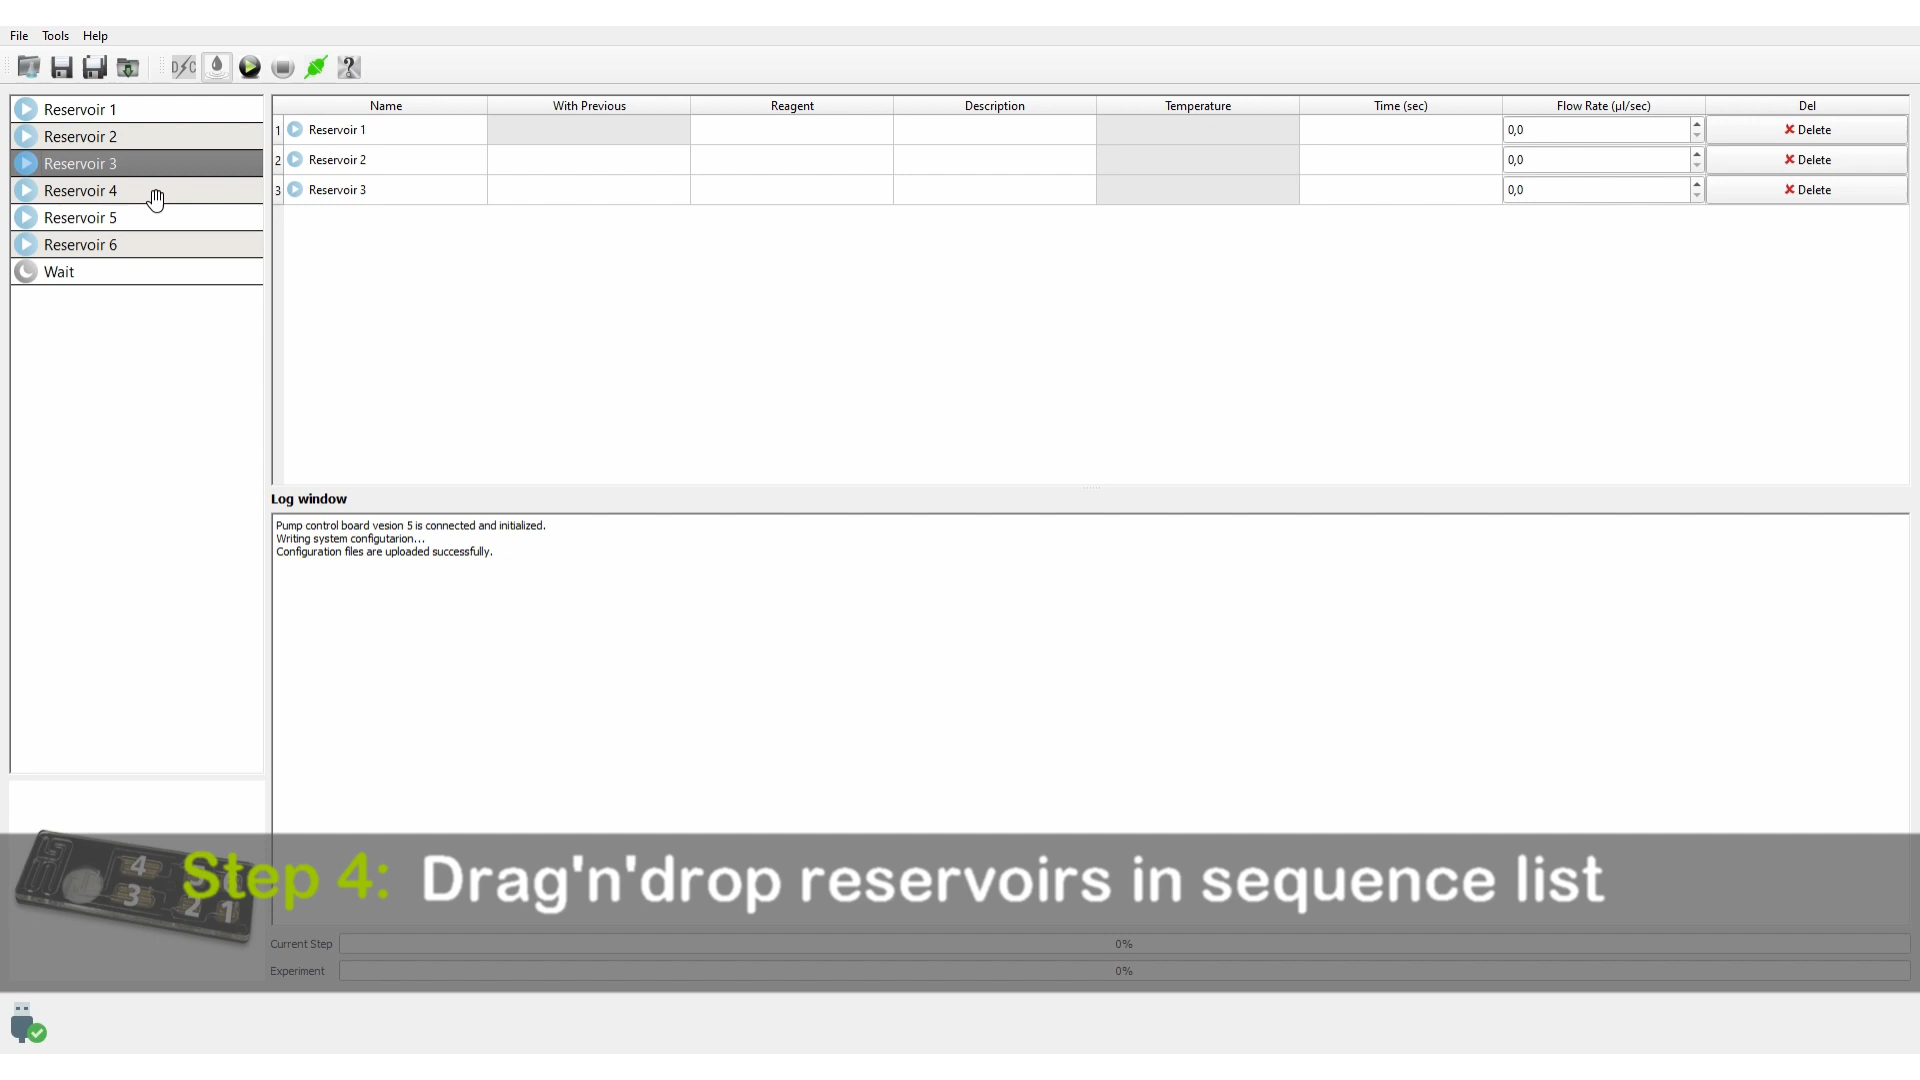 File Tools Help
D C
Reservoir 1
Reservoir 2
Reservoir 3
Reservoir 4
Reservoir 5
Reservoir 6
Wait
Name With Previous Reagent Description Temperature Time (sec) Flow Rate (µl/sec) Del
1 Reservoir 1 0,0 Delete
2 Reservoir 2 0,0 Delete
3 Reservoir 3 0,0 Delete
Log window
Pump control board vesion 5 is connected and initialized.
Writing system configutarion...
Configuration files are uploaded successfully.
4
3
2 1
Step 4: Drag'n'drop reservoirs in sequence list
Current Step 0%
Experiment 0%